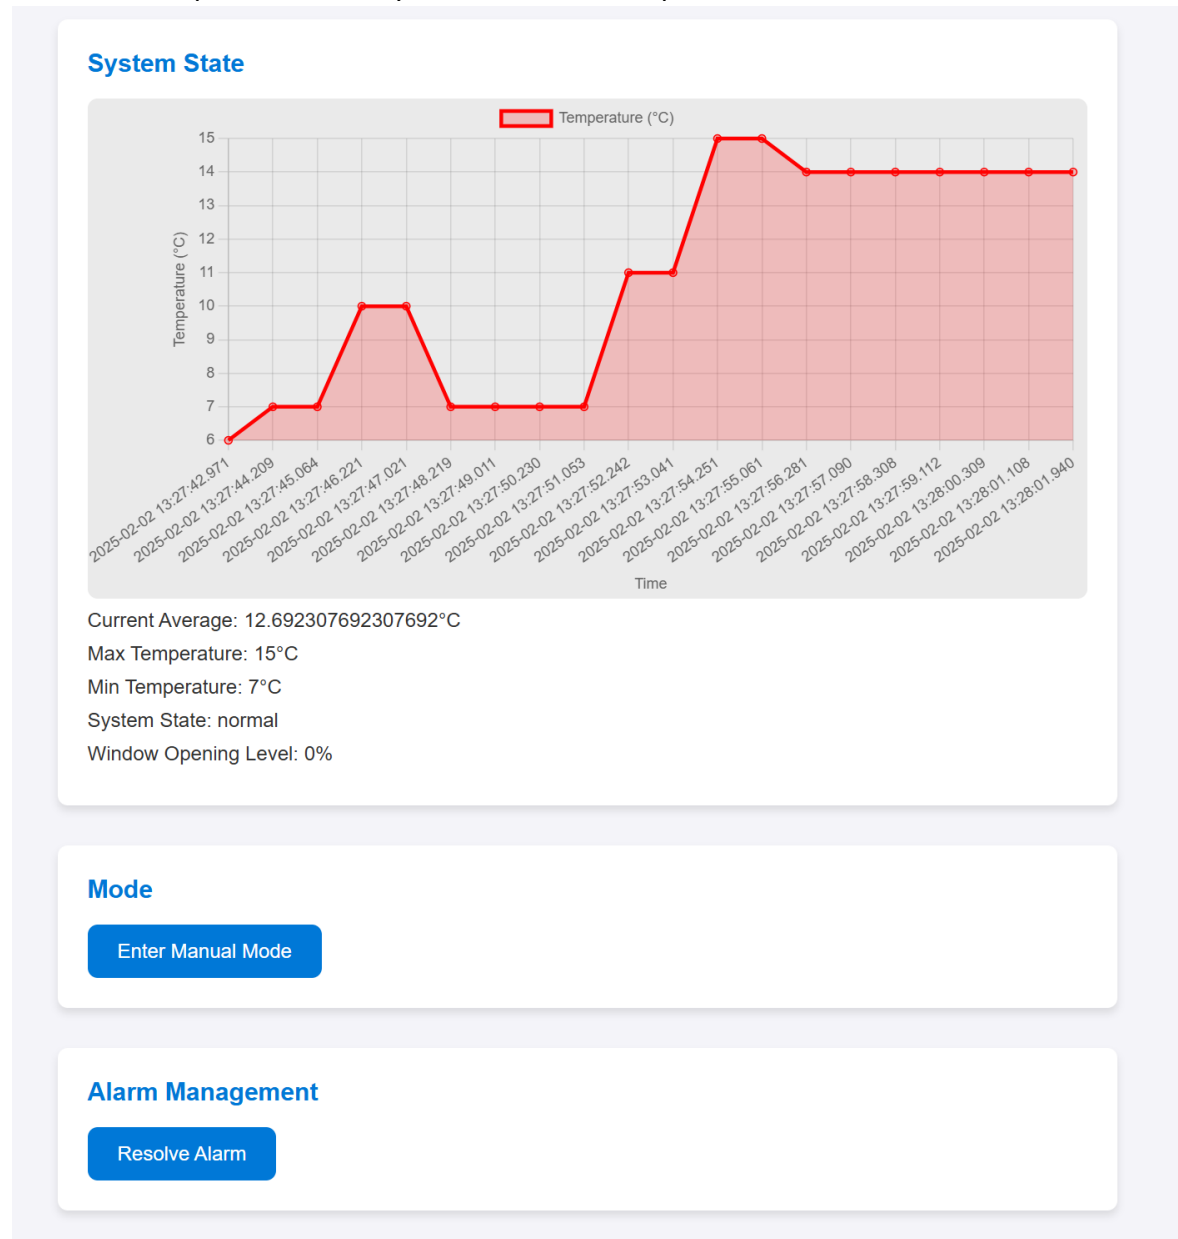 System State
Temperature (°C)
15
14
13
12
11
10
9
8
7
6
Temperature (°C)
2025-02-02 13:27:42.971
2025-02-02 13:27:44.209
2025-02-02 13:27:45.064
2025-02-02 13:27:46.221
2025-02-02 13:27:47.021
2025-02-02 13:27:48.219
2025-02-02 13:27:49.011
2025-02-02 13:27:50.230
2025-02-02 13:27:51.053
2025-02-02 13:27:52.242
2025-02-02 13:27:53.041
2025-02-02 13:27:54.251
2025-02-02 13:27:55.061
2025-02-02 13:27:56.281
2025-02-02 13:27:57.090
2025-02-02 13:27:58.308
2025-02-02 13:27:59.112
2025-02-02 13:28:00.309
2025-02-02 13:28:01.108
2025-02-02 13:28:01.940
Time
Current Average: 12.692307692307692°C
Max Temperature: 15°C
Min Temperature: 7°C
System State: normal
Window Opening Level: 0%
Mode
Enter Manual Mode
Alarm Management
Resolve Alarm